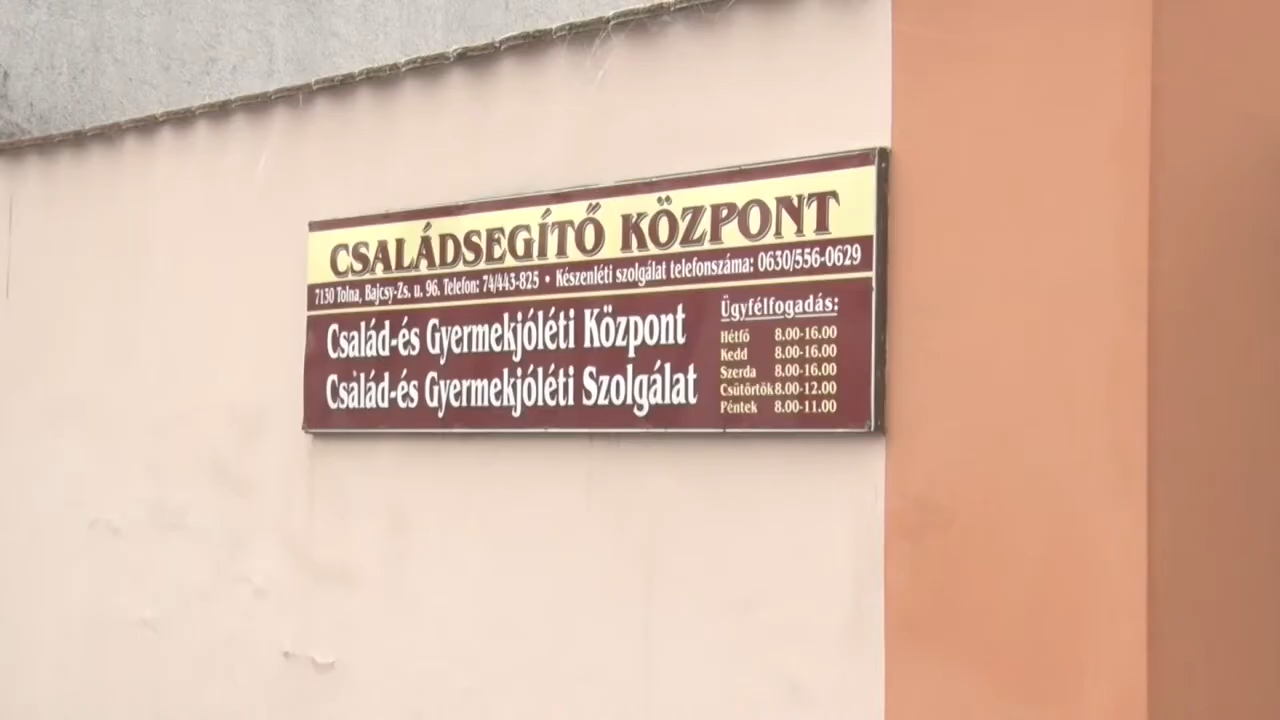 CSALÁDSEGÍTŐ KÖZPONT
7130 Tolna, Bajcsy-Zs. u. 96. Telefon: 74/443-825 • Készenléti szolgálat telefonszáma: 0630/556-0629
Család-és Gyermekjóléti Központ
Család-és Gyermekjóléti Szolgálat
Ügyfélfogadás:
Hétfő 8.00-16.00
Kedd 8.00-16.00
Szerda 8.00-16.00
Csütörtök 8.00-12.00
Péntek 8.00-11.00